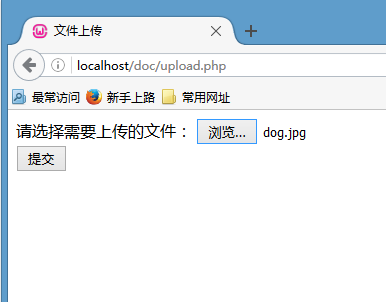 文件上传
localhost/doc/upload.php
最常访问 新手上路 常用网址
请选择需要上传的文件： 浏览... dog.jpg
提交